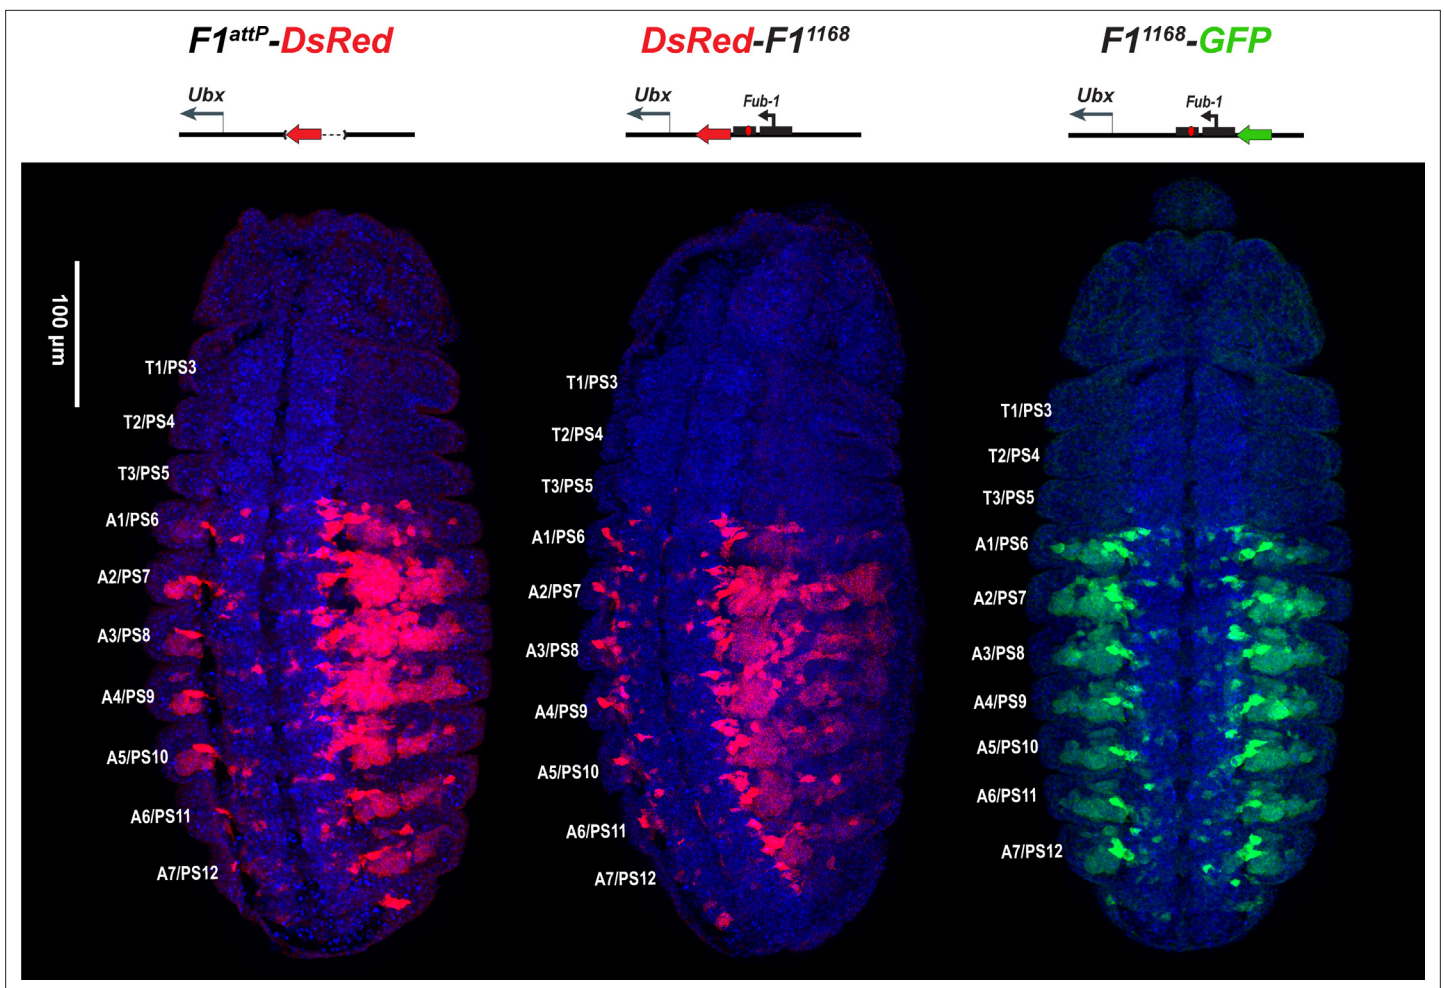 F1attP-DsRed
DsRed-F11168
F11168-GFP
Ubx
Ubx
Fub-1
Ubx
Fub-1
100 µm
T1/PS3
T2/PS4
T3/PS5
A1/PS6
A2/PS7
A3/PS8
A4/PS9
A5/PS10
A6/PS11
A7/PS12
T1/PS3
T2/PS4
T3/PS5
A1/PS6
A2/PS7
A3/PS8
A4/PS9
A5/PS10
A6/PS11
A7/PS12
T1/PS3
T2/PS4
T3/PS5
A1/PS6
A2/PS7
A3/PS8
A4/PS9
A5/PS10
A6/PS11
A7/PS12